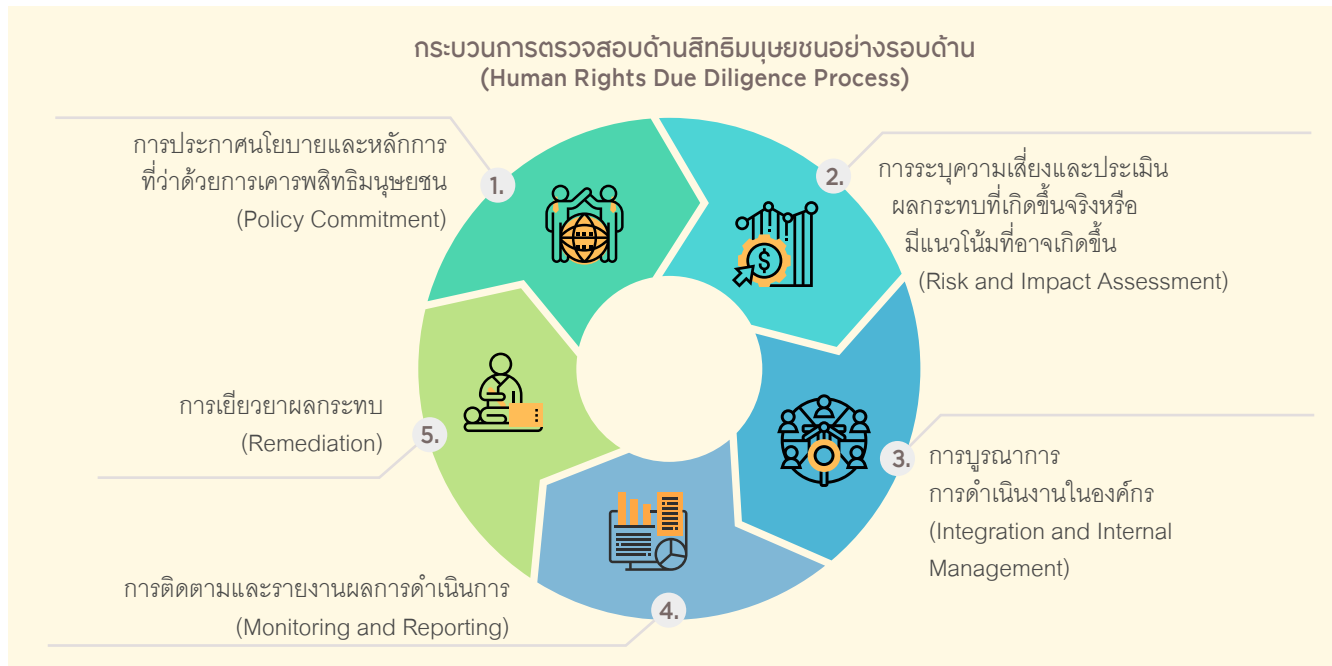 กระบวนการตรวจสอบด้านสิทธิมนุษยชนอย่างรอบด้าน
(Human Rights Due Diligence Process)
1.
การประกาศนโยบายและหลักการ
ที่ว่าด้วยการเคารพสิทธิมนุษยชน
(Policy Commitment)
2.
การระบุความเสี่ยงและประเมิน
ผลกระทบที่เกิดขึ้นจริงหรือ
มีแนวโน้มที่อาจเกิดขึ้น
(Risk and Impact Assessment)
$
3.
การบูรณาการ
การดำเนินงานในองค์กร
(Integration and Internal
Management)
4.
การติดตามและรายงานผลการดำเนินการ
(Monitoring and Reporting)
5.
การเยียวยาผลกระทบ
(Remediation)